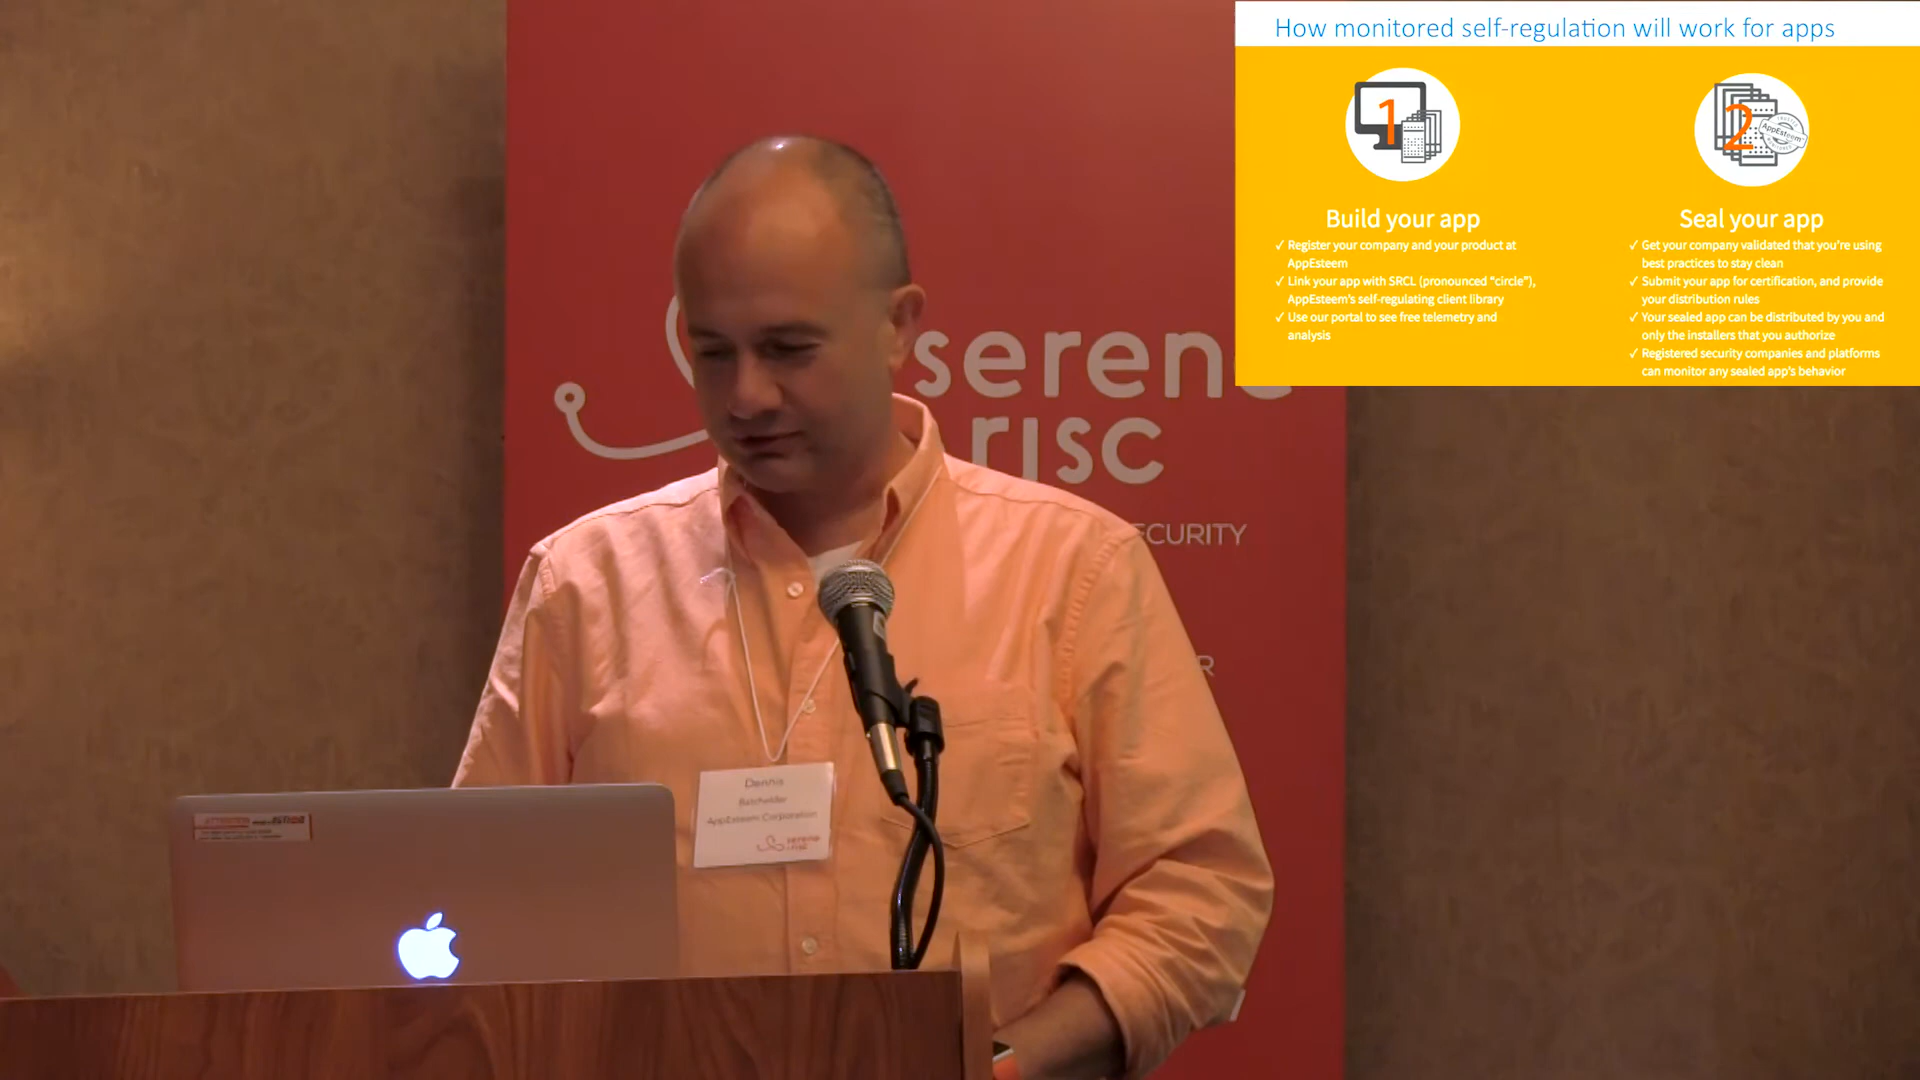 How monitored self-regulation will work for apps
1
Build your app
✓ Register your company and your product at
AppEsteem
✓ Link your app with SRCL (pronounced “circle”),
AppEsteem’s self-regulating client library
✓ Use our portal to see free telemetry and
analysis
2
AppEsteem
Seal your app
✓ Get your company validated that you’re using
best practices to stay clean
✓ Submit your app for certification, and provide
your distribution rules
✓ Your sealed app can be distributed by you and
only the installers that you authorize
✓ Registered security companies and platforms
can monitor any sealed app’s behavior
serene
risc
ECURITY
R
Dennis
Batchelder
AppEsteem Corporation
serene
risc